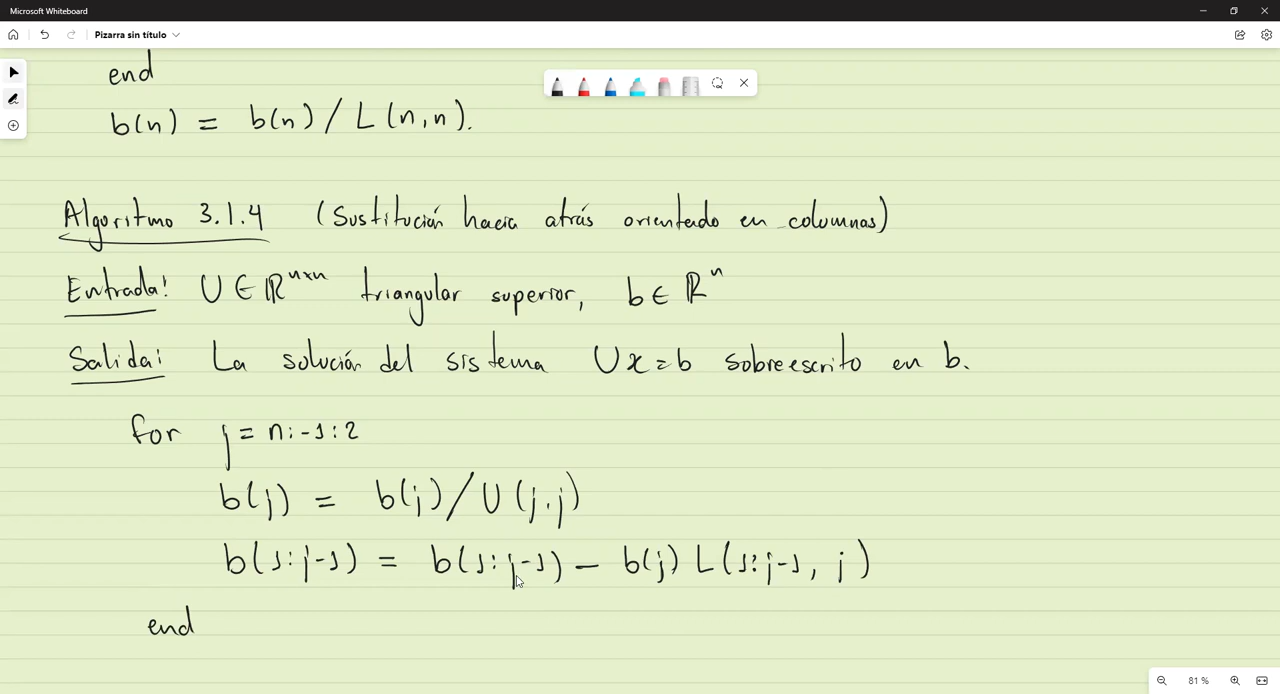 Microsoft Whiteboard
Pizarra sin título
end
b(n) = b(n) / L(n,n).
Algoritmo 3.1.4 (Sustitución hacia atrás orientado en columnas)
Entrada: U ∈ ℝⁿˣⁿ triangular superior, b ∈ ℝⁿ
Salida: La solución del sistema Ux = b sobreescrito en b.
for j = n:-1:2
b(j) = b(j)/U(j,j)
b(1:j-1) = b(1:j-1) - b(j) L(1:j-1, j)
end
81 %